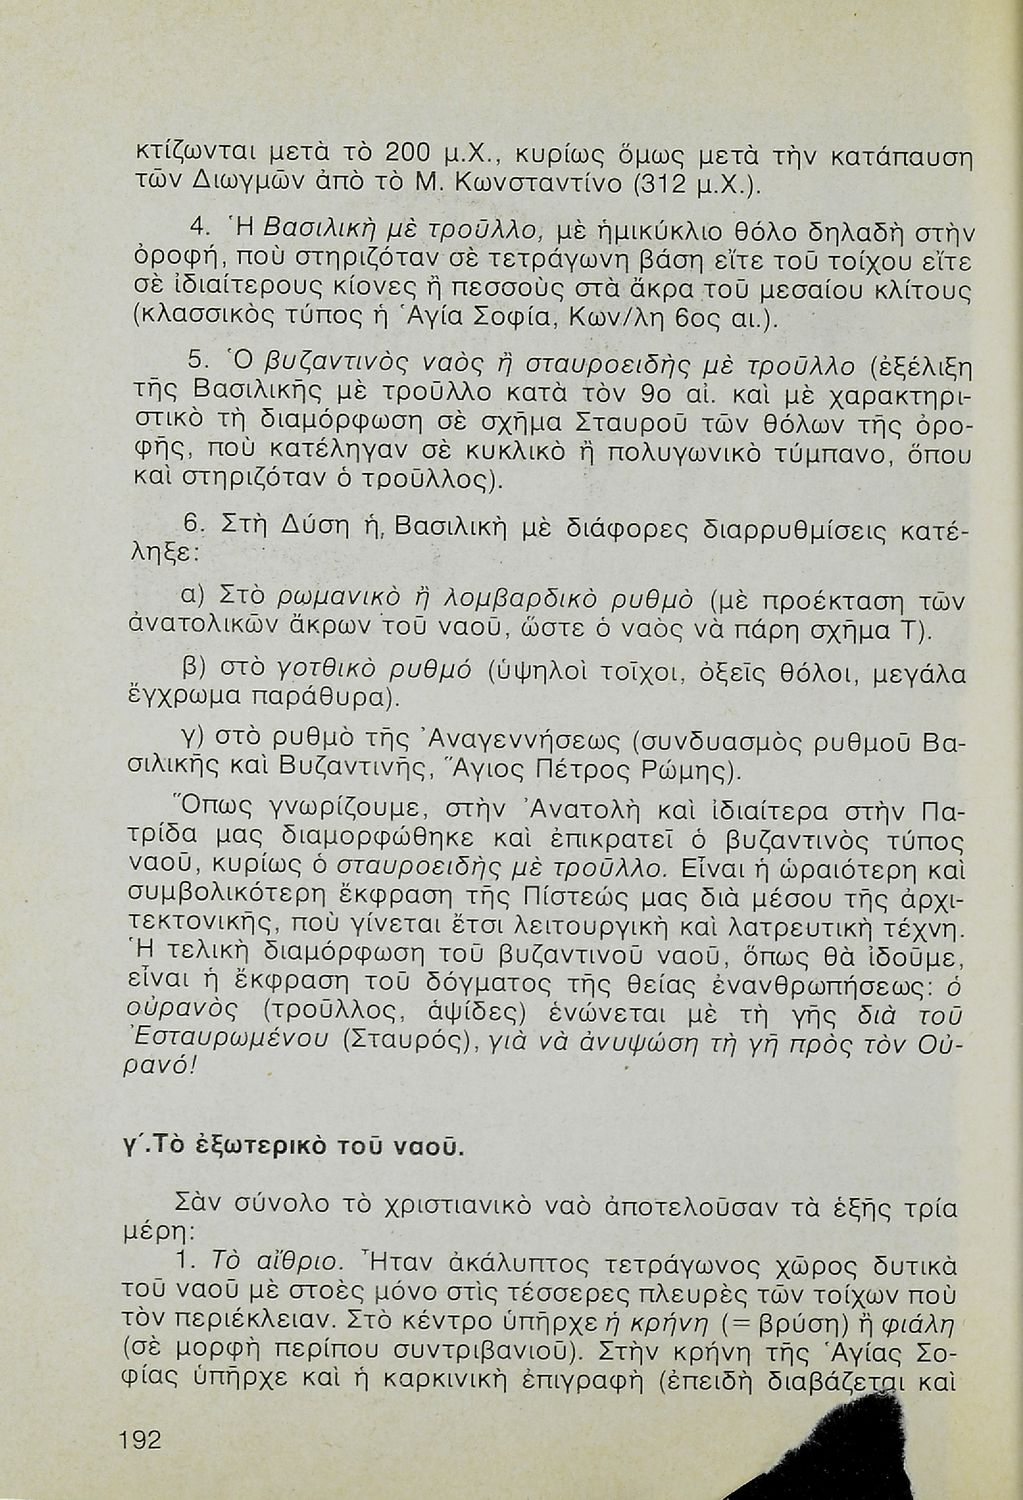 κτίζωνται μετὰ τὸ 200 μ.Χ., κυρίως ὅμως μετὰ τὴν κατάπαυση
τῶν Διωγμῶν ἀπὸ τὸ Μ. Κωνσταντίνο (312 μ.Χ.).
4. Ἡ Βασιλικὴ μὲ τροῦλλο, μὲ ἡμικύκλιο θόλο δηλαδὴ στὴν
ὀροφή, ποὺ στηριζόταν σὲ τετράγωνη βάση εἴτε τοῦ τοίχου εἴτε
σὲ ἰδιαίτερους κίονες ἢ πεσσοὺς στὰ ἄκρα τοῦ μεσαίου κλίτους
(κλασσικὸς τύπος ἡ Ἁγία Σοφία, Κων/λη 6ος αι.).
5. Ὁ βυζαντινὸς ναὸς ἢ σταυροειδὴς μὲ τροῦλλο (ἐξέλιξη
τῆς Βασιλικῆς μὲ τροῦλλο κατὰ τὸν 9ο αἰ. καὶ μὲ χαρακτηρι-
στικὸ τὴ διαμόρφωση σὲ σχῆμα Σταυροῦ τῶν θόλων τῆς ὀρο-
φῆς, ποὺ κατέληγαν σὲ κυκλικὸ ἢ πολυγωνικὸ τύμπανο, ὅπου
καὶ στηριζόταν ὁ τροῦλλος).
6. Στὴ Δύση ἡ, Βασιλικὴ μὲ διάφορες διαρρυθμίσεις κατέ-
ληξε:
α) Στὸ ρωμανικὸ ἢ λομβαρδικὸ ρυθμὸ (μὲ προέκταση τῶν
ἀνατολικῶν ἄκρων τοῦ ναοῦ, ὥστε ὁ ναὸς νὰ πάρη σχῆμα Τ).
β) στὸ γοτθικὸ ρυθμό (ὑψηλοὶ τοῖχοι, ὀξεῖς θόλοι, μεγάλα
ἔγχρωμα παράθυρα).
γ) στὸ ρυθμὸ τῆς Ἀναγεννήσεως (συνδυασμὸς ρυθμοῦ Βα-
σιλικῆς καὶ Βυζαντινῆς, Ἅγιος Πέτρος Ρώμης).
Ὅπως γνωρίζουμε, στὴν Ἀνατολὴ καὶ ἰδιαίτερα στὴν Πα-
τρίδα μας διαμορφώθηκε καὶ ἐπικρατεῖ ὁ βυζαντινὸς τύπος
ναοῦ, κυρίως ὁ σταυροειδὴς μὲ τροῦλλο. Εἶναι ἡ ὡραιότερη καὶ
συμβολικότερη ἔκφραση τῆς Πίστεώς μας διὰ μέσου τῆς ἀρχι-
τεκτονικῆς, ποὺ γίνεται ἔτσι λειτουργικὴ καὶ λατρευτικὴ τέχνη.
Ἡ τελικὴ διαμόρφωση τοῦ βυζαντινοῦ ναοῦ, ὅπως θὰ ἰδοῦμε,
εἶναι ἡ ἔκφραση τοῦ δόγματος τῆς θείας ἐνανθρωπήσεως: ὁ
οὐρανὸς (τροῦλλος, ἁψίδες) ἑνώνεται μὲ τὴ γῆς διὰ τοῦ
Ἐσταυρωμένου (Σταυρός), γιὰ νὰ ἀνυψώση τὴ γῆ πρὸς τὸν Οὐ-
ρανό!
γ΄.Τὸ ἐξωτερικὸ τοῦ ναοῦ.
Σὰν σύνολο τὸ χριστιανικὸ ναὸ ἀποτελοῦσαν τὰ ἑξῆς τρία
μέρη:
1. Τὸ αἴθριο. Ἦταν ἀκάλυπτος τετράγωνος χῶρος δυτικὰ
τοῦ ναοῦ μὲ στοὲς μόνο στὶς τέσσερες πλευρὲς τῶν τοίχων ποὺ
τὸν περιέκλειαν. Στὸ κέντρο ὑπῆρχε ἡ κρήνη (= βρύση) ἢ φιάλη
(σὲ μορφὴ περίπου συντριβανιοῦ). Στὴν κρήνη τῆς Ἁγίας Σο-
φίας ὑπῆρχε καὶ ἡ καρκινικὴ ἐπιγραφὴ (ἐπειδὴ διαβάζεται καὶ
192